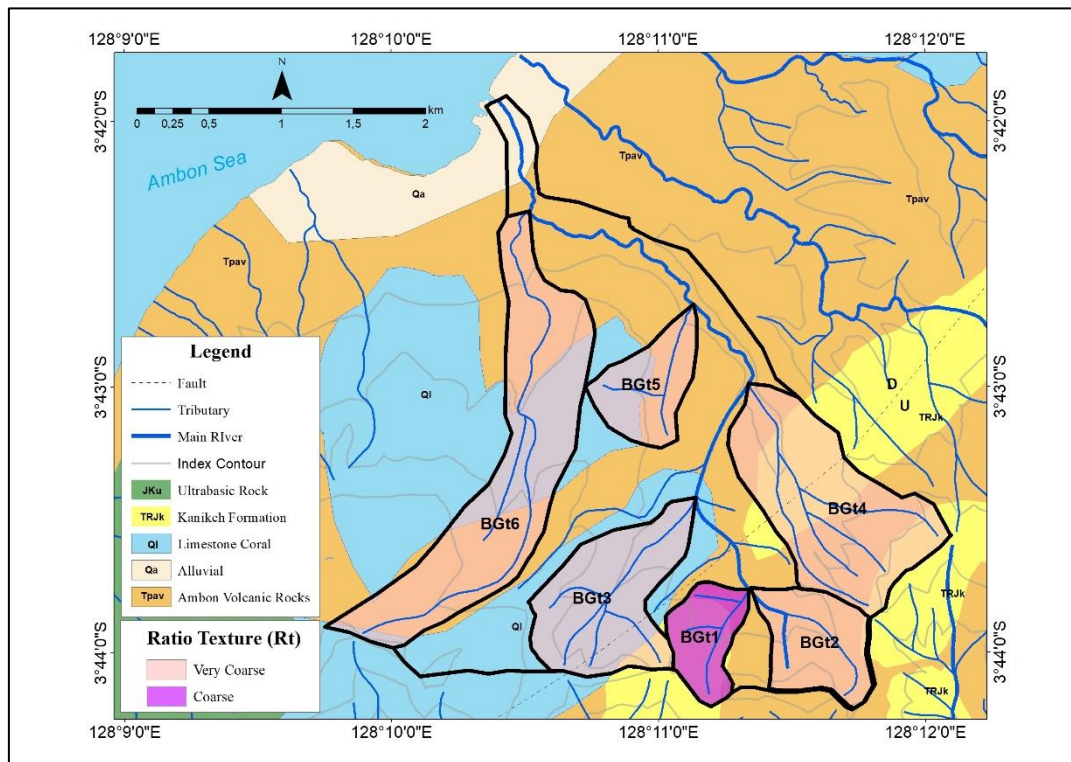 128°9'0"E 128°10'0"E 128°11'0"E 128°12'0"E
N
km
0 0,25 0,5 1 1,5 2
3°42'0"S
3°42'0"S
Ambon Sea
Tpav
Qa
Tpav
Tpav
Legend
Fault
Tributary
Main RIver
Index Contour
JKu Ultrabasic Rock
TRJk Kanikeh Formation
Ql Limestone Coral
Qa Alluvial
Tpav Ambon Volcanic Rocks
Ratio Texture (Rt)
Very Coarse
Coarse
3°43'0"S
3°43'0"S
Ql
BGt5
D
U
TRJk
BGt6
BGt4
BGt3
Ql
BGt1
BGt2
TRJk
TRJk
3°44'0"S
3°44'0"S
128°9'0"E 128°10'0"E 128°11'0"E 128°12'0"E